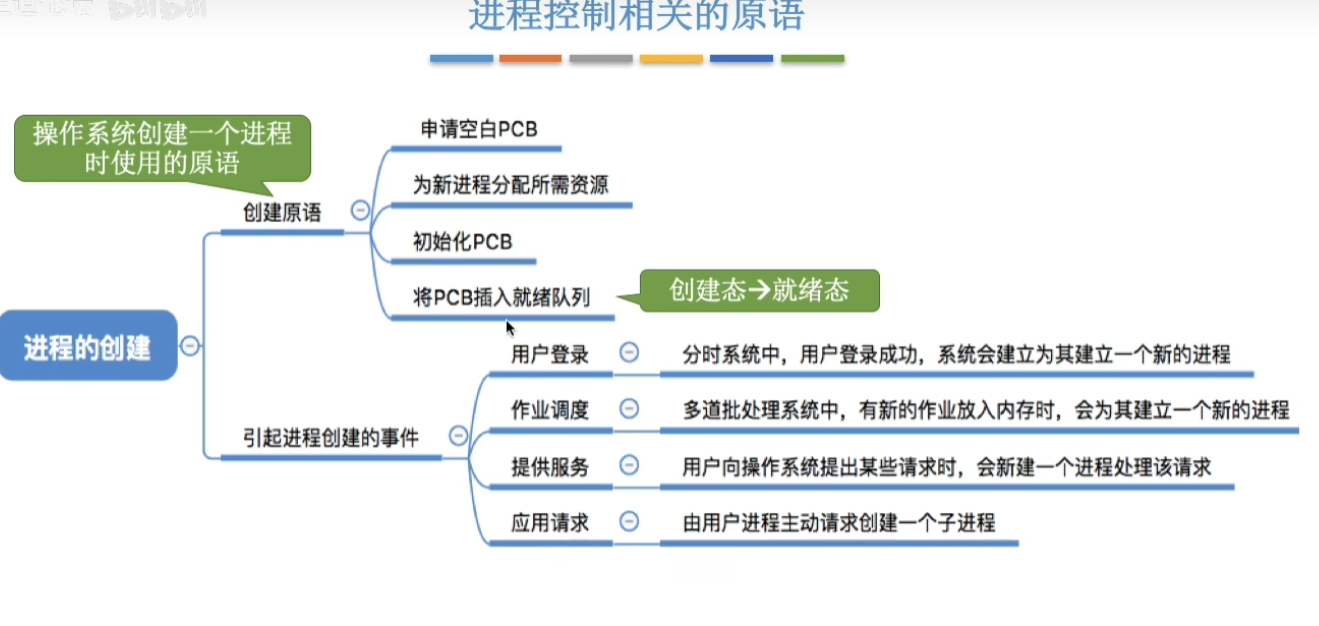 进程控制相关的原语
操作系统创建一个进程
时使用的原语
申请空白PCB
为新进程分配所需资源
创建原语
初始化PCB
将PCB插入就绪队列
创建态→就绪态
进程的创建
用户登录
分时系统中，用户登录成功，系统会建立为其建立一个新的进程
作业调度
多道批处理系统中，有新的作业放入内存时，会为其建立一个新的进程
引起进程创建的事件
提供服务
用户向操作系统提出某些请求时，会新建一个进程处理该请求
应用请求
由用户进程主动请求创建一个子进程